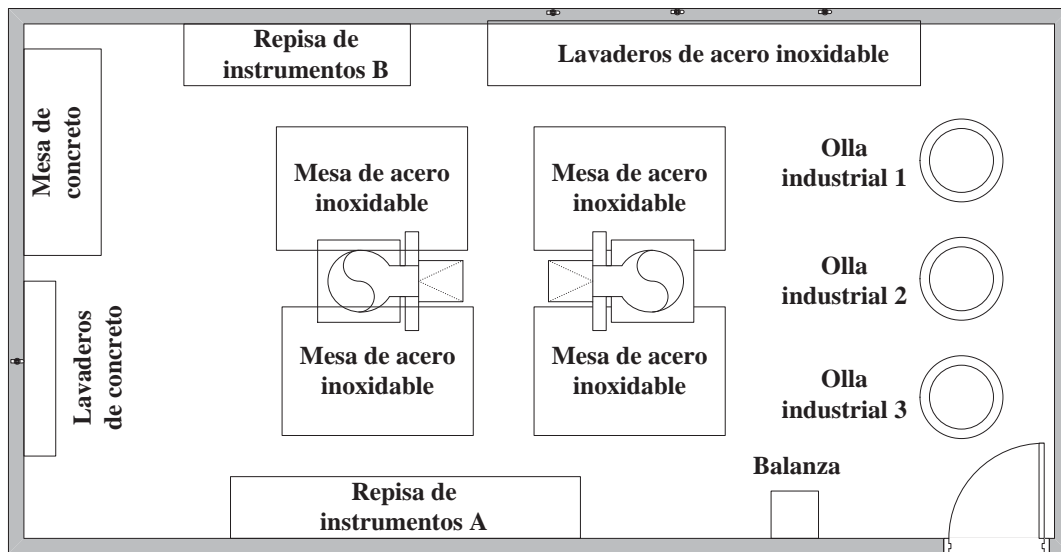 Repisa de
instrumentos B
Lavaderos de acero inoxidable
Mesa de
concreto
Mesa de acero
inoxidable
Mesa de acero
inoxidable
Olla
industrial 1
Olla
industrial 2
Lavaderos
de concreto
Mesa de acero
inoxidable
Mesa de acero
inoxidable
Olla
industrial 3
Balanza
Repisa de
instrumentos A